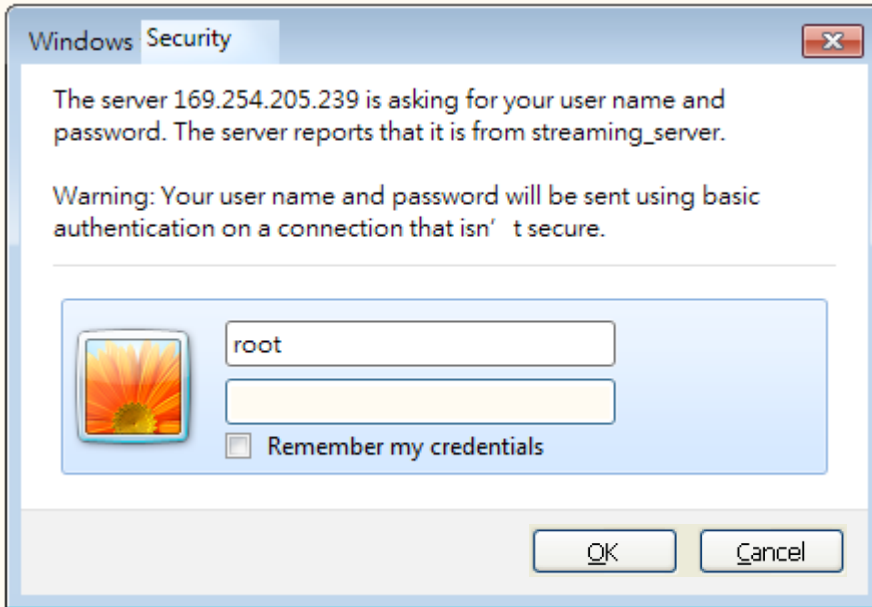 Windows Security
The server 169.254.205.239 is asking for your user name and
password. The server reports that it is from streaming_server.
Warning: Your user name and password will be sent using basic
authentication on a connection that isn’ t secure.
root
Remember my credentials
OK Cancel